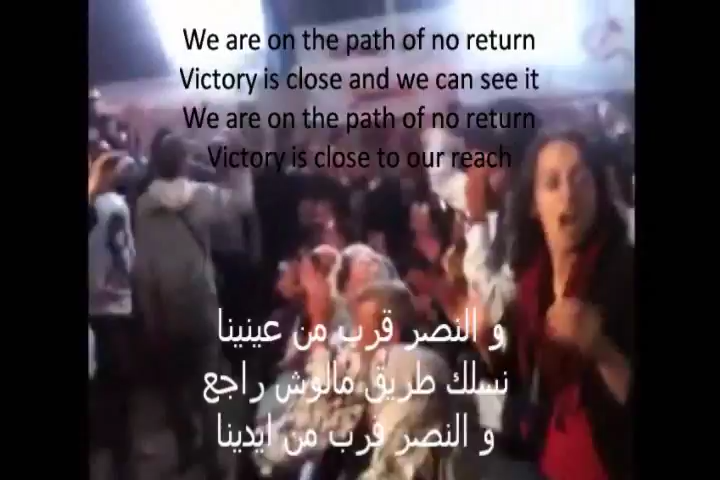 We are on the path of no return
Victory is close and we can see it
We are on the path of no return
Victory is close to our reach
و النصر قرب من عينينا
نسلك طريق مالوش راجع
و النصر قرب من ايدينا